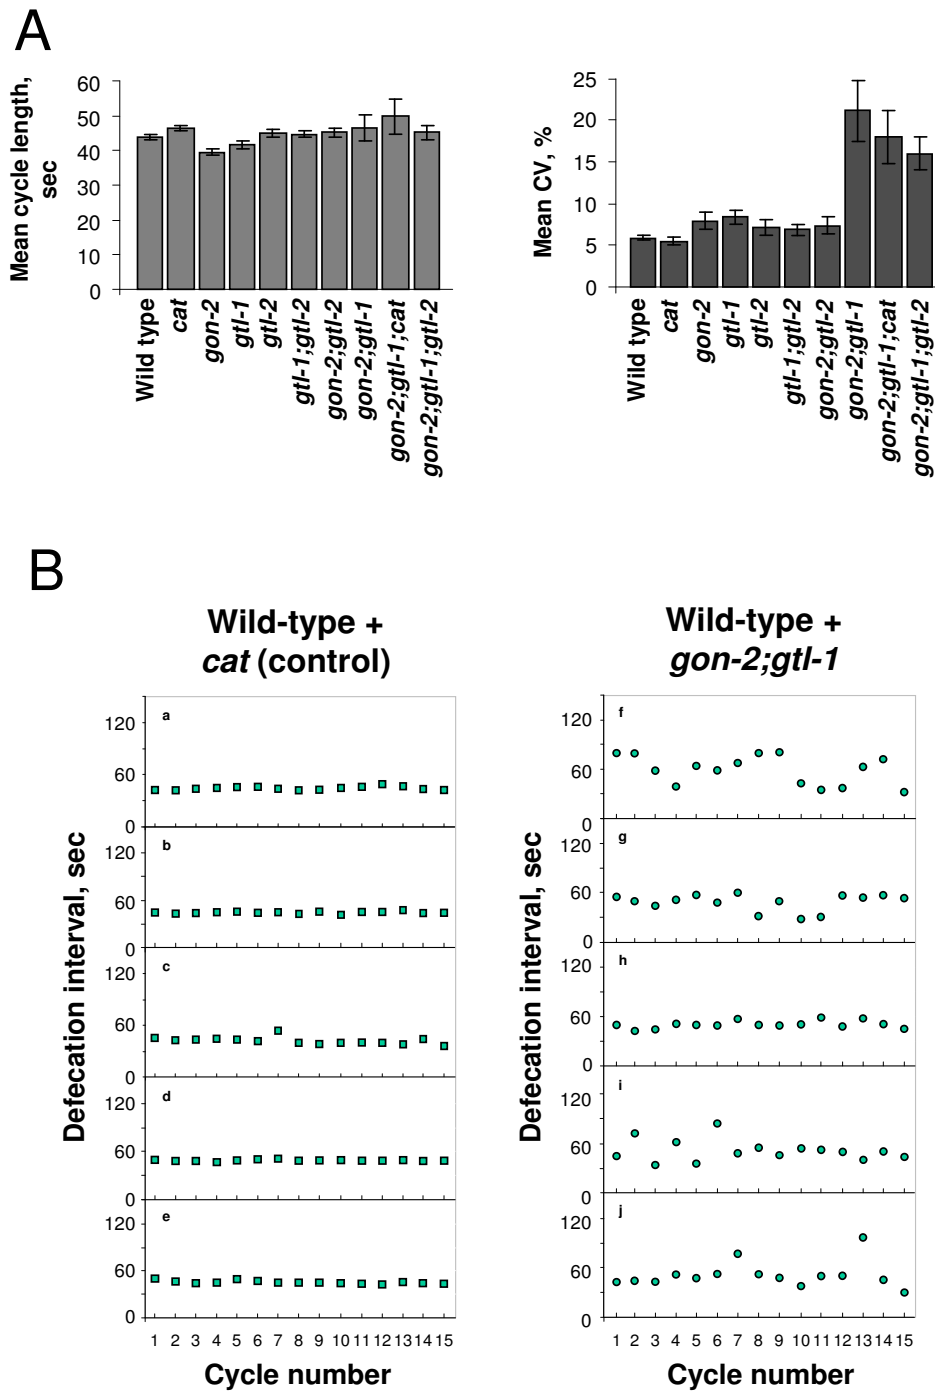 A
Mean cycle length,
sec
60
50
40
30
20
10
0
Wild type
cat
gon-2
gtl-1
gtl-2
gtl-1;gtl-2
gon-2;gtl-2
gon-2;gtl-1
gon-2;gtl-1;cat
gon-2;gtl-1;gtl-2
Mean CV, %
25
20
15
10
5
0
Wild type
cat
gon-2
gtl-1
gtl-2
gtl-1;gtl-2
gon-2;gtl-2
gon-2;gtl-1
gon-2;gtl-1;cat
gon-2;gtl-1;gtl-2
B
Wild-type +
cat (control)
Defecation interval, sec
a
120
60
0
b
120
60
0
c
120
60
0
d
120
60
0
e
120
60
0
1 2 3 4 5 6 7 8 9 10 11 12 13 14 15
Cycle number
Wild-type +
gon-2;gtl-1
Defecation interval, sec
f
120
60
0
g
120
60
0
h
120
60
0
i
120
60
0
j
120
60
0
1 2 3 4 5 6 7 8 9 10 11 12 13 14 15
Cycle number